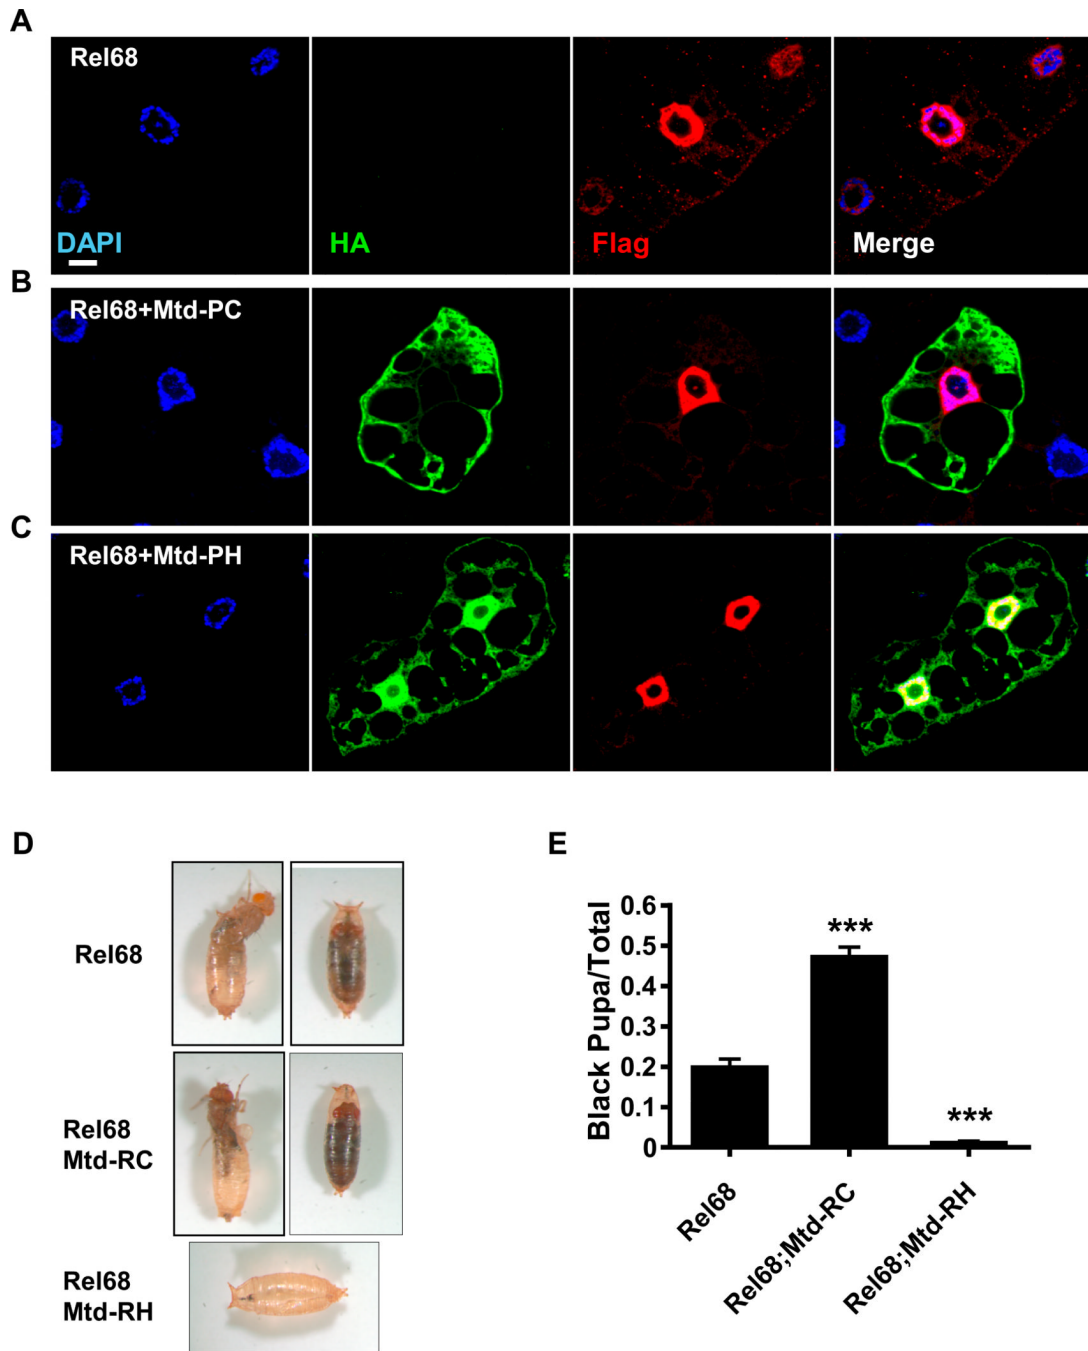 A
Rel68
DAPI
HA
Flag
Merge
B
Rel68+Mtd-PC
C
Rel68+Mtd-PH
D
Rel68
Rel68
Mtd-RC
Rel68
Mtd-RH
E
Black Pupa/Total
0.6
0.5
0.4
0.3
0.2
0.1
0
***
***
Rel68
Rel68;Mtd-RC
Rel68;Mtd-RH